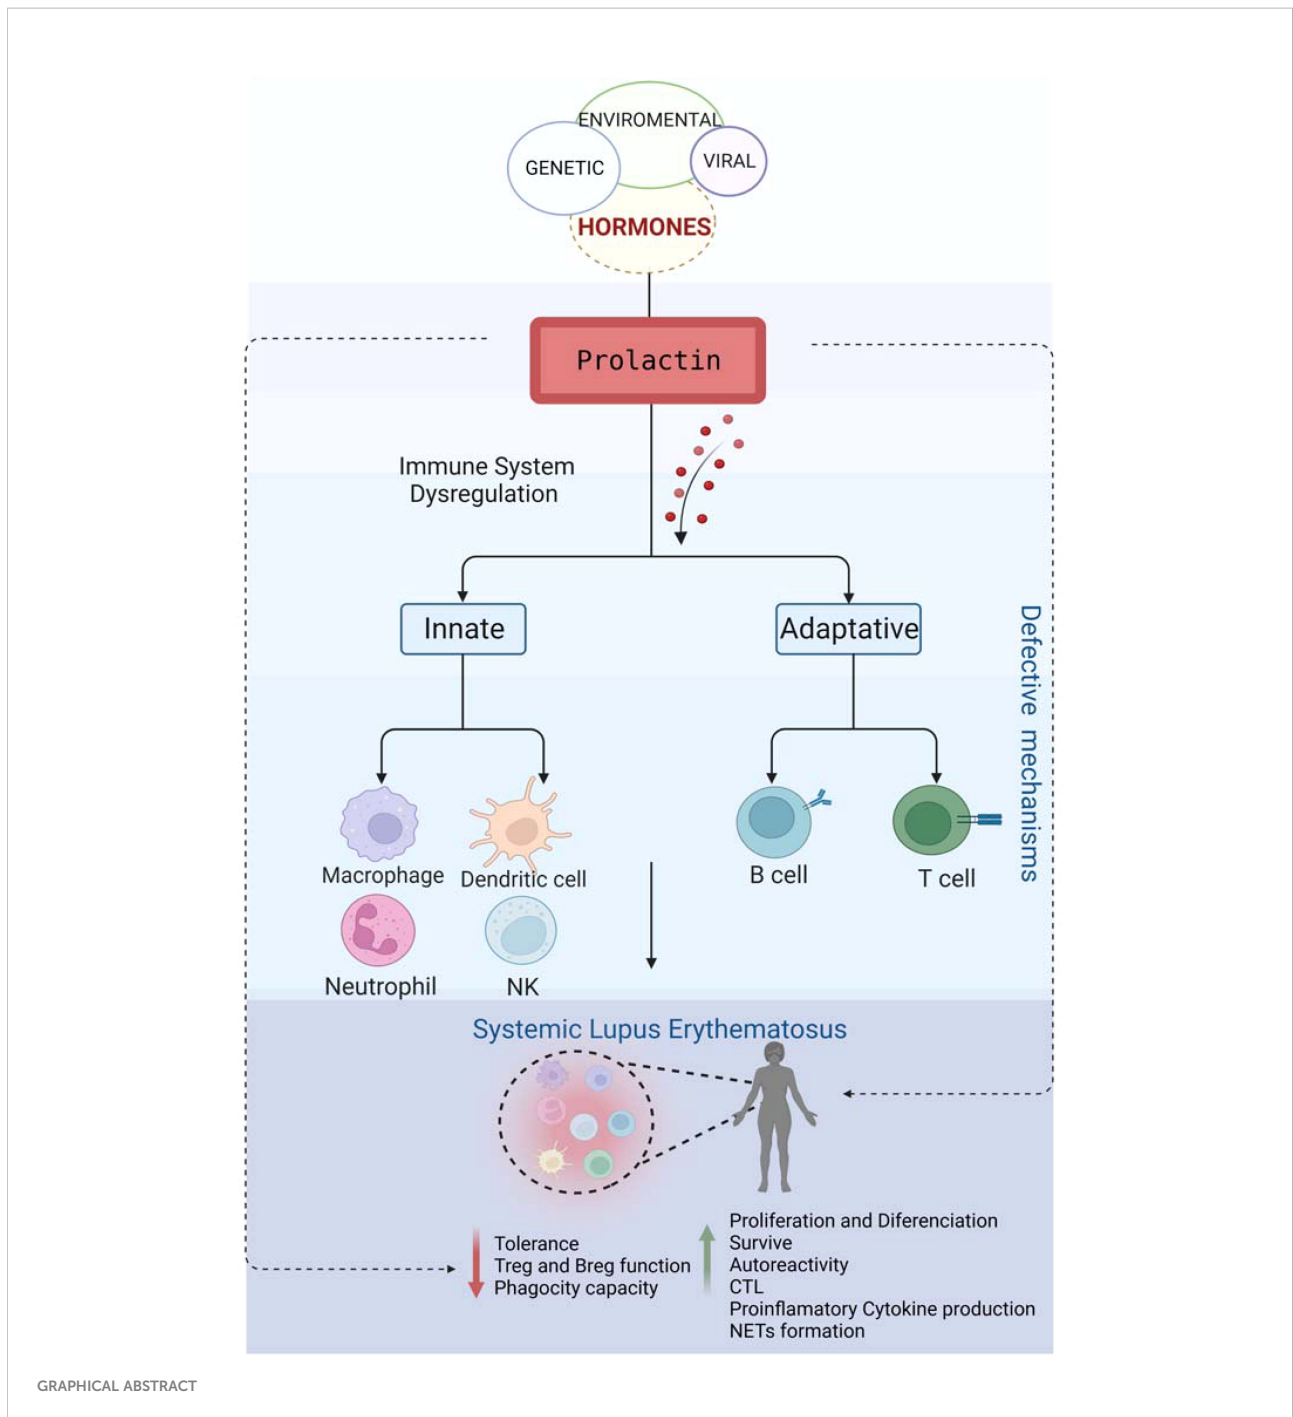 ENVIROMENTAL
GENETIC
VIRAL
HORMONES
Prolactin
Immune System
Dysregulation
Innate
Adaptative
Defective mechanisms
Macrophage
Dendritic cell
B cell
T cell
Neutrophil
NK
Systemic Lupus Erythematosus
Tolerance
Treg and Breg function
Phagocity capacity
Proliferation and Diferenciation
Survive
Autoreactivity
CTL
Proinflamatory Cytokine production
NETs formation
GRAPHICAL ABSTRACT